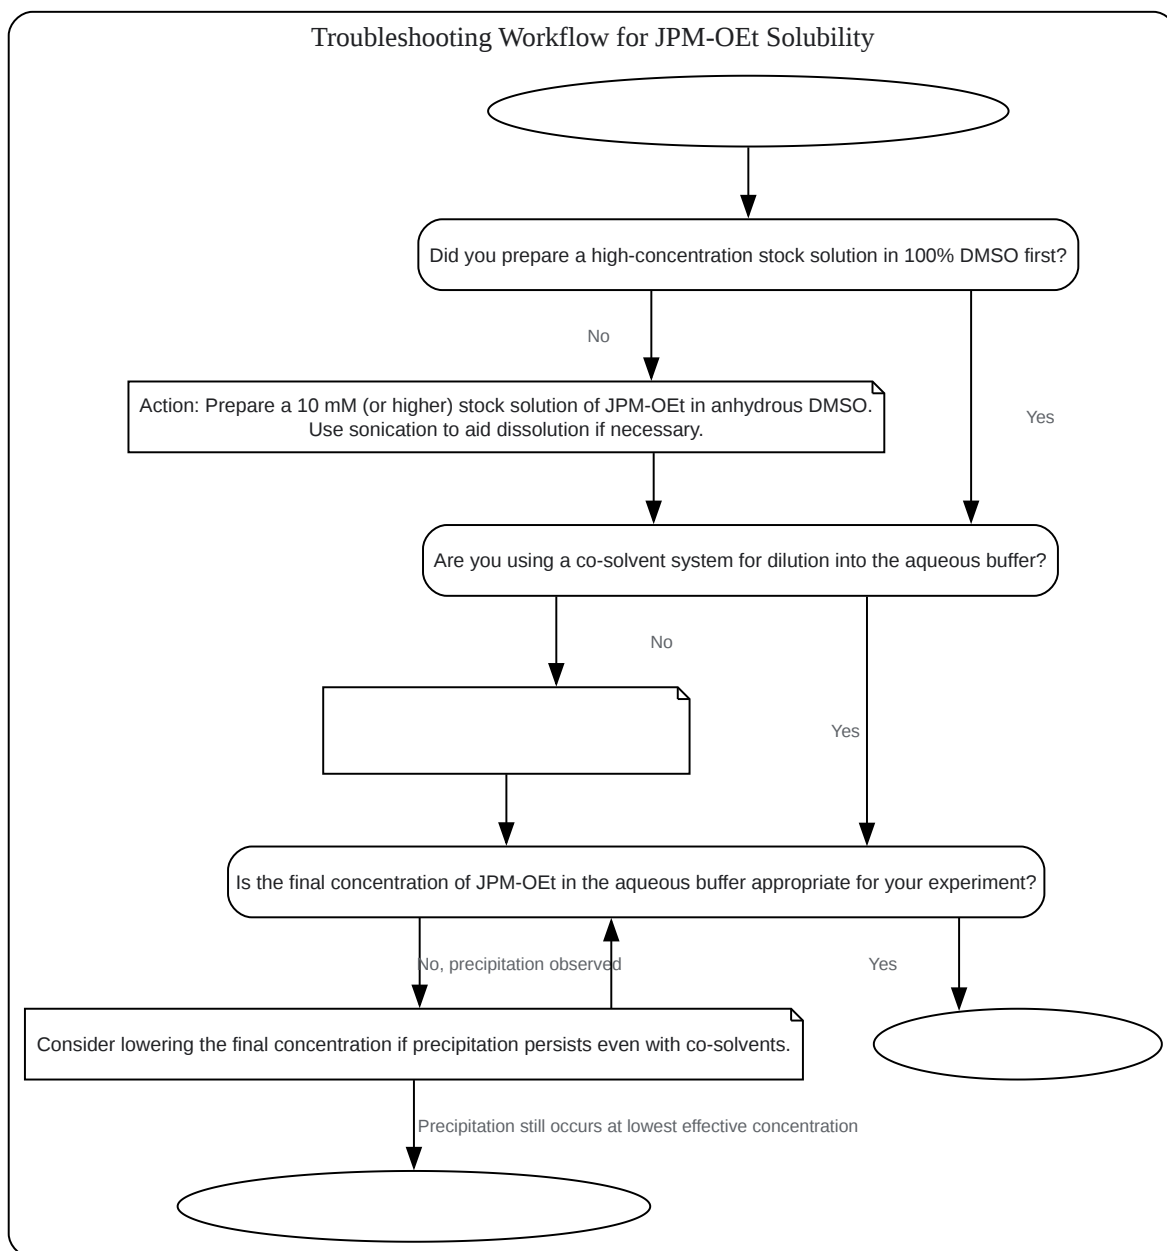 Troubleshooting Workflow for JPM-OEt Solubility
Did you prepare a high-concentration stock solution in 100% DMSO first?
No
Action: Prepare a 10 mM (or higher) stock solution of JPM-OEt in anhydrous DMSO.
Use sonication to aid dissolution if necessary.
Yes
Are you using a co-solvent system for dilution into the aqueous buffer?
No
Yes
Is the final concentration of JPM-OEt in the aqueous buffer appropriate for your experiment?
No, precipitation observed
Yes
Consider lowering the final concentration if precipitation persists even with co-solvents.
Precipitation still occurs at lowest effective concentration